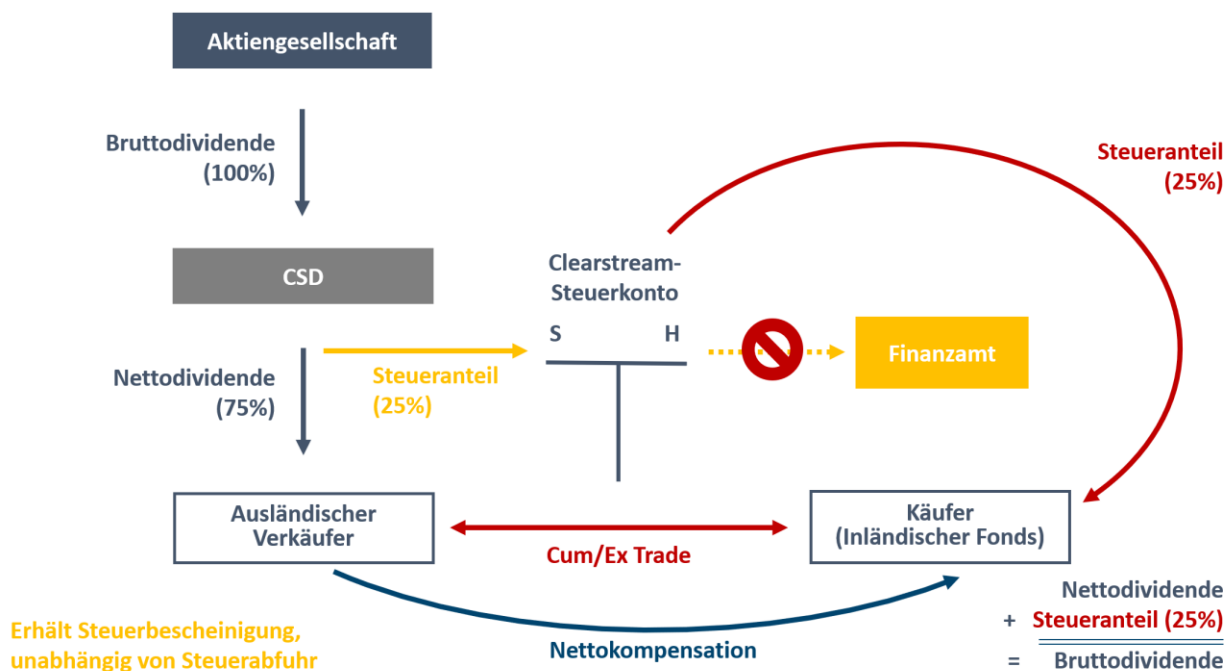 Aktiengesellschaft
Bruttodividende
(100%)
Steueranteil
(25%)
CSD
Clearstream-
Steuerkonto
S H
Finanzamt
Nettodividende
(75%)
Steueranteil
(25%)
Ausländischer
Verkäufer
Käufer
(Inländischer Fonds)
Cum/Ex Trade
Nettokompensation
Erhält Steuerbescheinigung,
unabhängig von Steuerabfuhr
Nettodividende
+ Steueranteil (25%)
= Bruttodividende